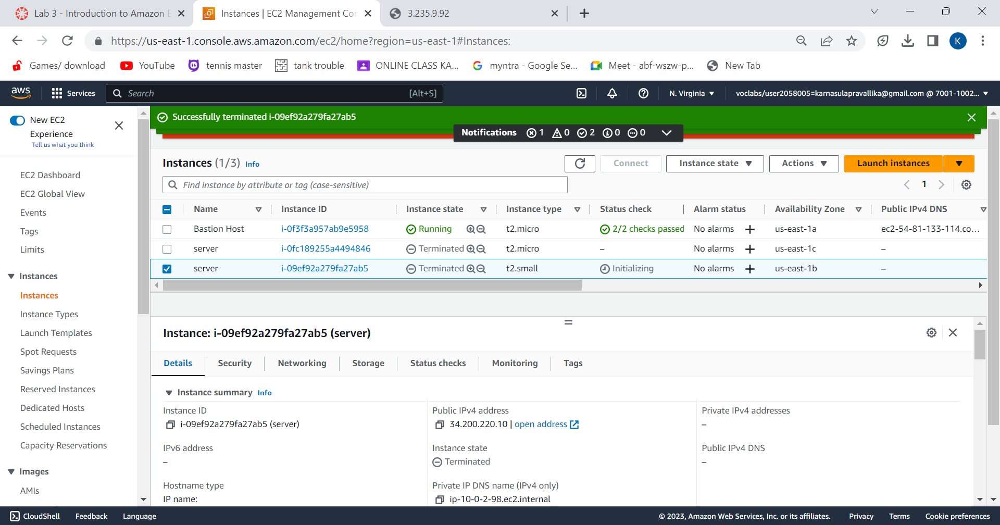 Lab 3 - Introduction to Amazon E
Instances | EC2 Management Con
3.235.9.92
https://us-east-1.console.aws.amazon.com/ec2/home?region=us-east-1#Instances:
K
Games/ download
YouTube
tennis master
tank trouble
ONLINE CLASS KA...
myntra - Google Se...
Meet - abf-wszw-p...
New Tab
aws
Services
Search
[Alt+S]
N. Virginia
voclabs/user2058005=karnasulapravallika@gmail.com @ 7001-1002...
New EC2
Experience
Tell us what you think
EC2 Dashboard
EC2 Global View
Events
Tags
Limits
Instances
Instances
Instance Types
Launch Templates
Spot Requests
Savings Plans
Reserved Instances
Dedicated Hosts
Scheduled Instances
Capacity Reservations
Images
AMIs
Successfully terminated i-09ef92a279fa27ab5
Notifications 1 0 2 0 0
Instances (1/3) Info
Connect
Instance state
Actions
Launch instances
Find instance by attribute or tag (case-sensitive)
1
Name Instance ID Instance state Instance type Status check Alarm status Availability Zone Public IPv4 DNS
Bastion Host i-0f3f3a957ab9e5958 Running t2.micro 2/2 checks passed No alarms + us-east-1a ec2-54-81-133-114.co...
server i-0fc189255a4494846 Terminated t2.micro – No alarms + us-east-1c –
server i-09ef92a279fa27ab5 Terminated t2.small Initializing No alarms + us-east-1b –
Instance: i-09ef92a279fa27ab5 (server)
Details
Security
Networking
Storage
Status checks
Monitoring
Tags
Instance summary Info
Instance ID
i-09ef92a279fa27ab5 (server)
Public IPv4 address
34.200.220.10 | open address
Private IPv4 addresses
–
IPv6 address
–
Instance state
Terminated
Public IPv4 DNS
–
Hostname type
IP name:
Private IP DNS name (IPv4 only)
ip-10-0-2-98.ec2.internal
CloudShell
Feedback
Language
© 2023, Amazon Web Services, Inc. or its affiliates.
Privacy
Terms
Cookie preferences